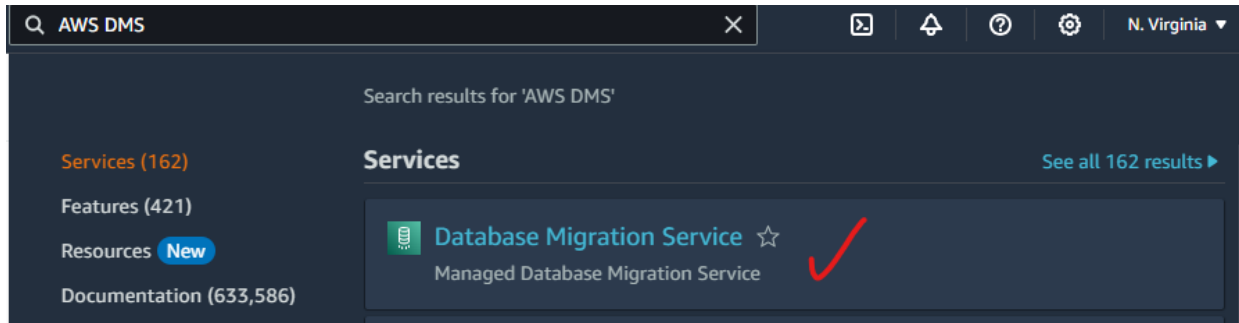 AWS DMS
N. Virginia
Search results for 'AWS DMS'
Services (162)
Features (421)
Resources New
Documentation (633,586)
Services
See all 162 results
Database Migration Service
Managed Database Migration Service